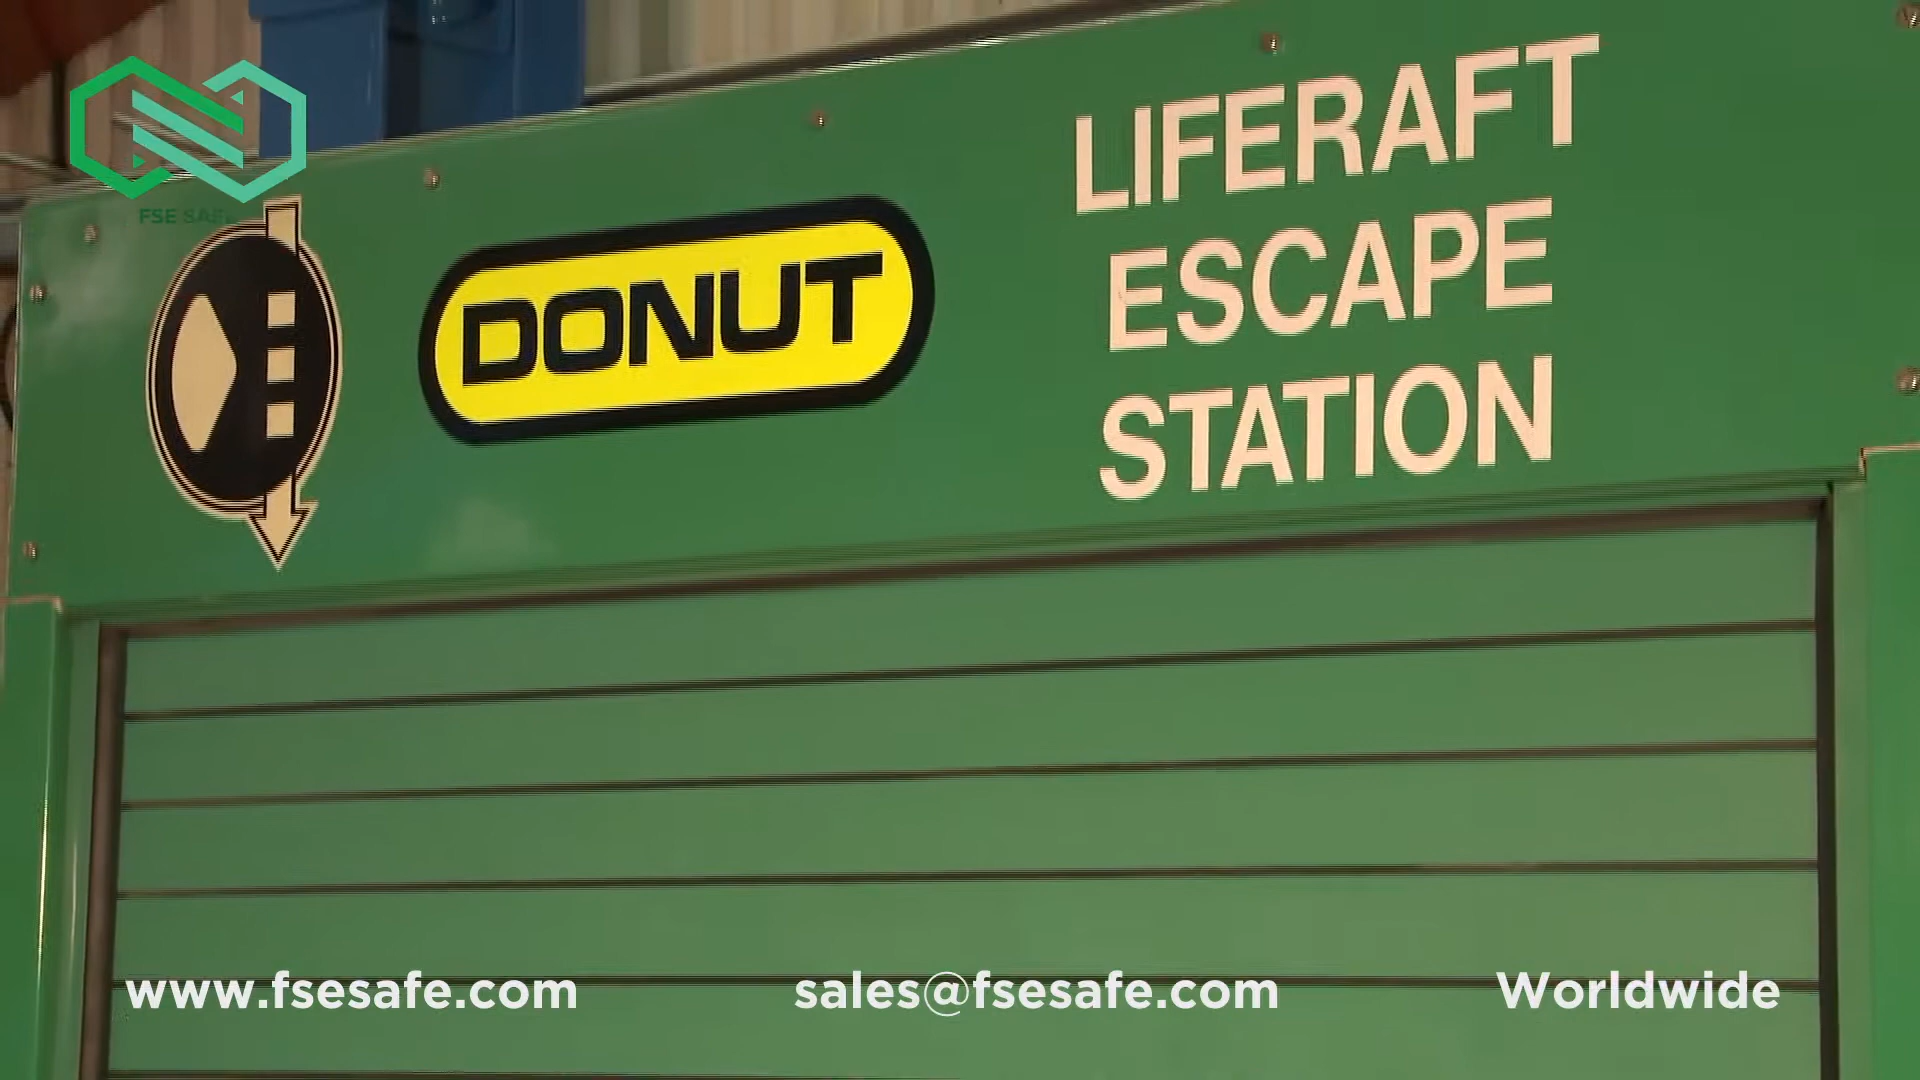 FSE SAFE
DONUT
LIFERAFT
ESCAPE
STATION
www.fsesafe.com
sales@fsesafe.com
Worldwide